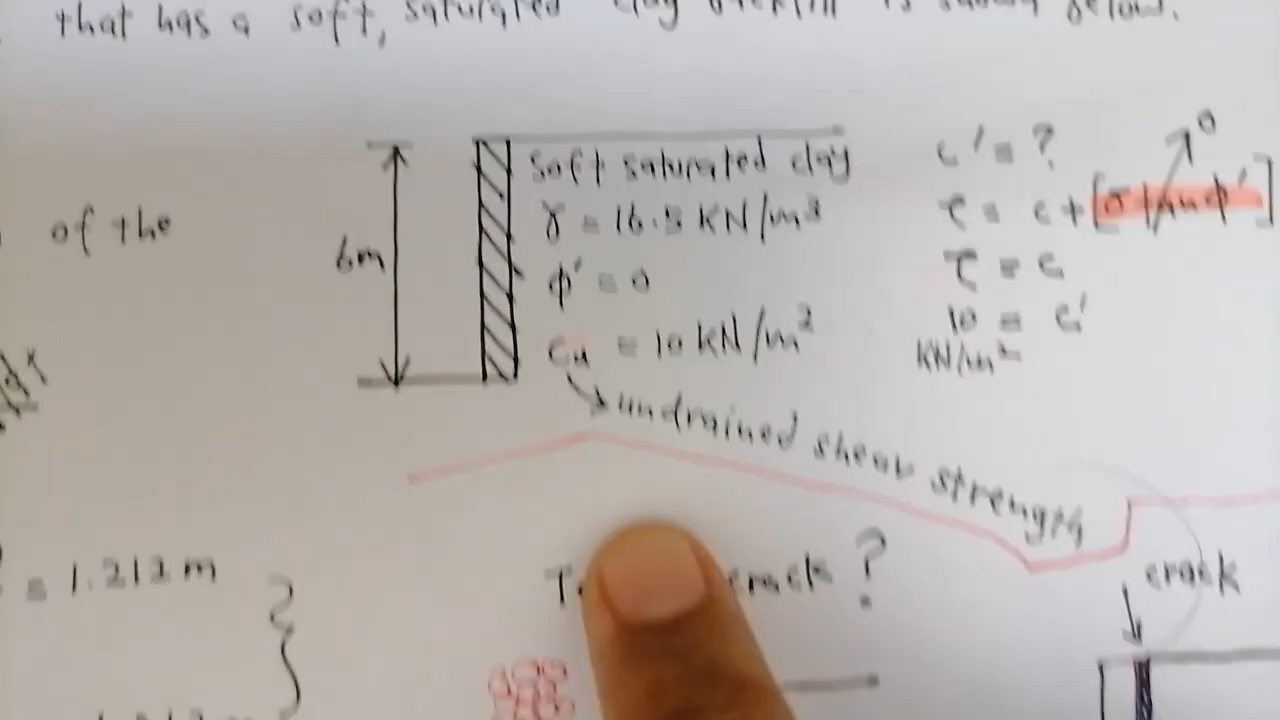 that has a soft, saturated clay backfill is shown below.
of the
6m
soft saturated clay
γ = 16.5 KN/m³
φ' = 0
cu = 10 kN/m²
undrained shear strength
c' = ?
τ = c + [σ tan φ'] 0
τ = c
10 = c'
KN/m²
= 1.212 m
crack ?
crack